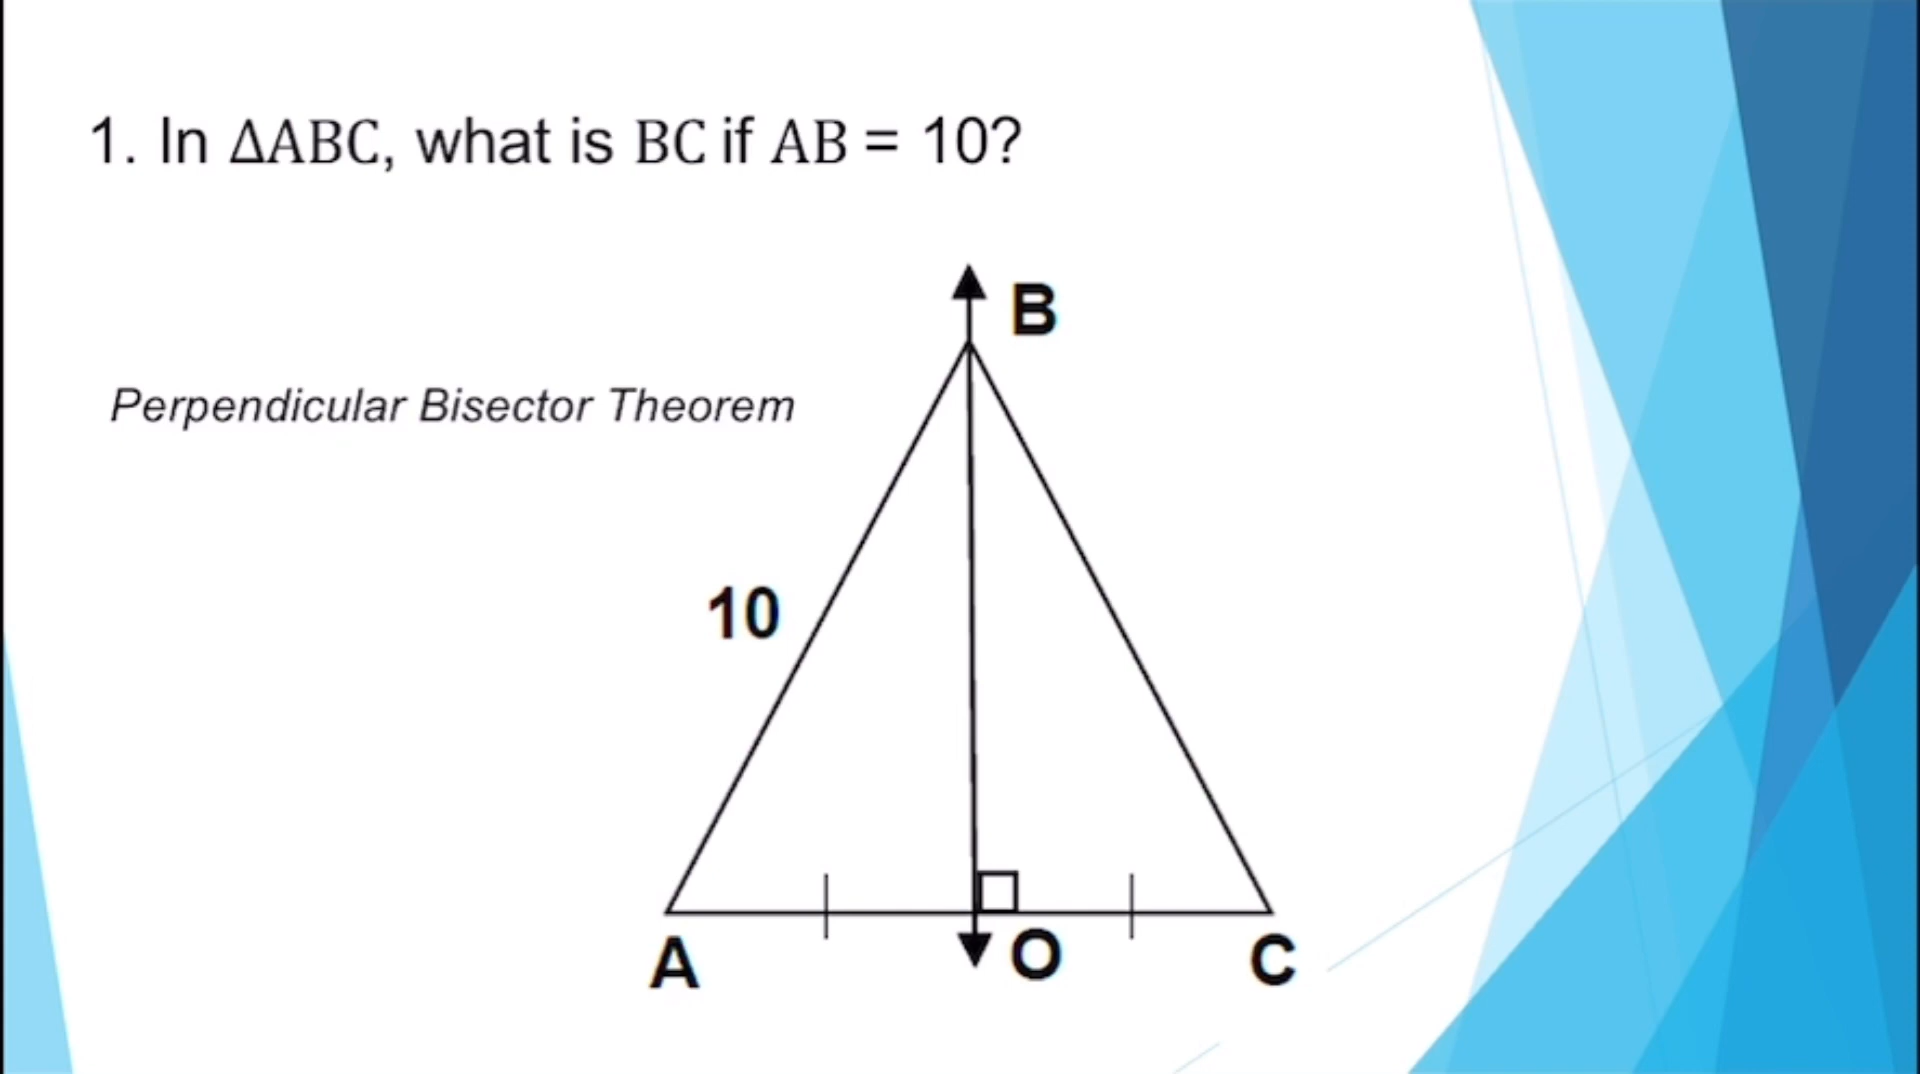 1. In ΔABC, what is BC if AB = 10?
B
Perpendicular Bisector Theorem
10
A
O
C